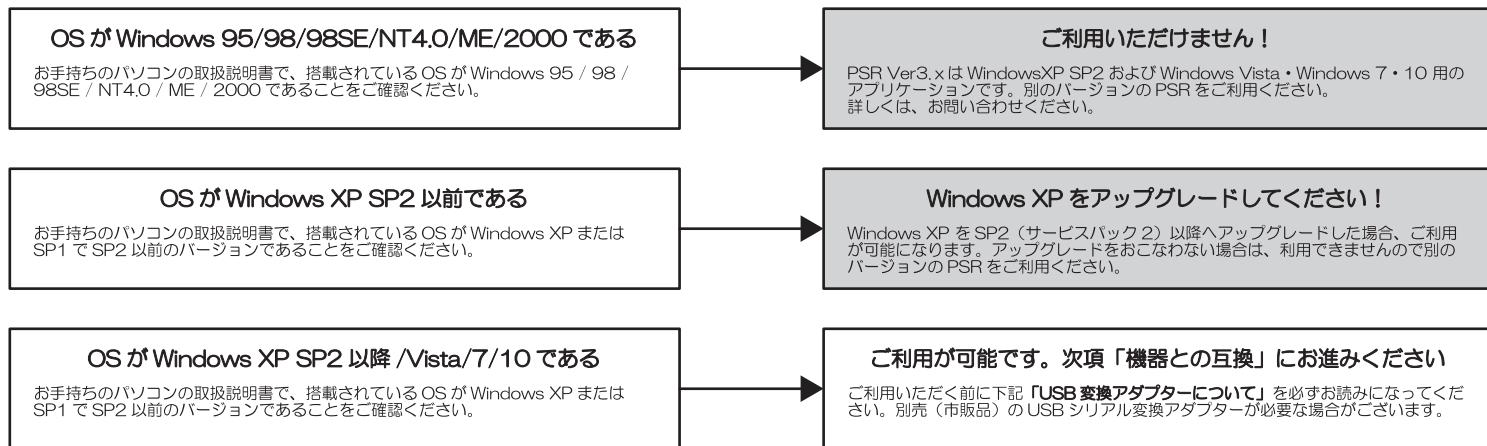 OS が Windows 95/98/98SE/NT4.0/ME/2000 である
お手持ちのパソコンの取扱説明書で、搭載されている OS が Windows 95 / 98 /
98SE / NT4.0 / ME / 2000 であることをご確認ください。
ご利用いただけません！
PSR Ver3.x は WindowsXP SP2 および Windows Vista・Windows 7・10 用の
アプリケーションです。別のバージョンの PSR をご利用ください。
詳しくは、お問い合わせください。
OS が Windows XP SP2 以前である
お手持ちのパソコンの取扱説明書で、搭載されている OS が Windows XP または
SP1 で SP2 以前のバージョンであることをご確認ください。
Windows XP をアップグレードしてください！
Windows XP を SP2（サービスパック 2）以降へアップグレードした場合、ご利用
が可能になります。アップグレードをおこなわない場合は、利用できませんので別の
バージョンの PSR をご利用ください。
OS が Windows XP SP2 以降 /Vista/7/10 である
お手持ちのパソコンの取扱説明書で、搭載されている OS が Windows XP または
SP1 で SP2 以前のバージョンであることをご確認ください。
ご利用が可能です。次項「機器との互換」にお進みください
ご利用いただく前に下記「USB 変換アダプターについて」を必ずお読みになってくだ
さい。別売（市販品）の USB シリアル変換アダプターが必要な場合がございます。